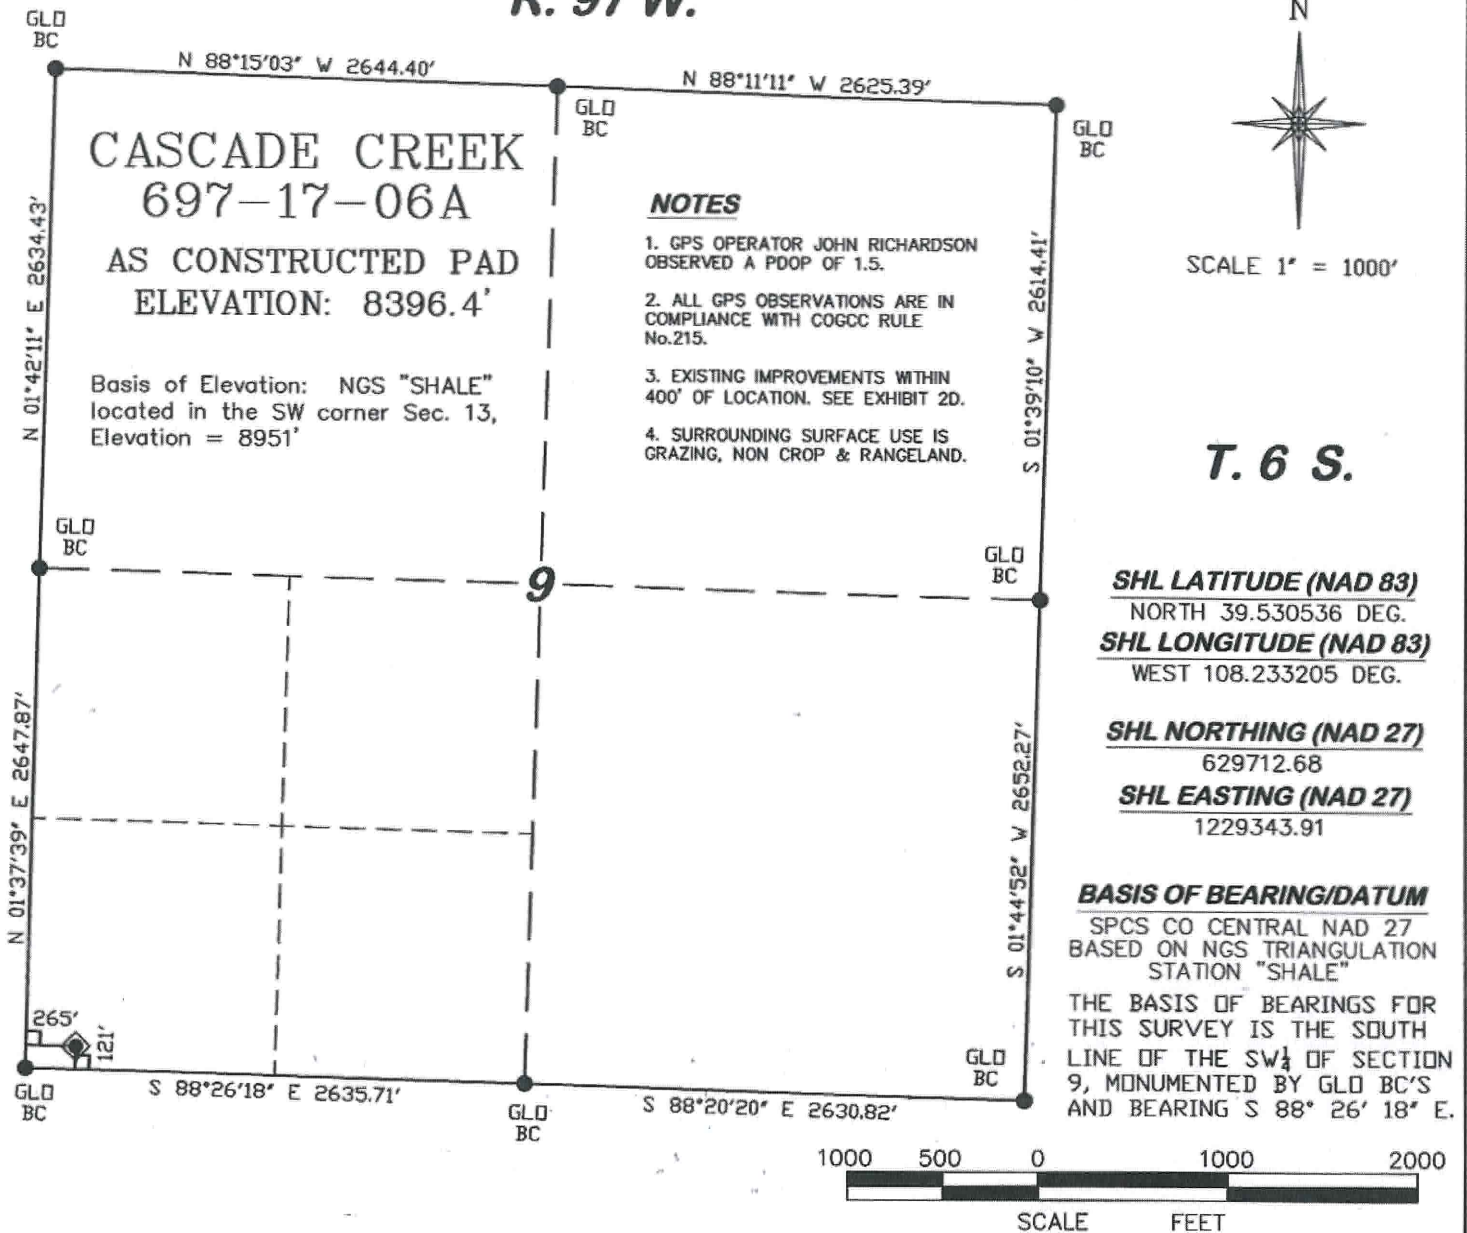 R. 97 W.
GLO
BC
N 88°15'03" W 2644.40'
N 88°11'11" W 2625.39'
GLO
BC
GLO
BC
N
SCALE 1" = 1000'
CASCADE CREEK
697-17-06A
AS CONSTRUCTED PAD
ELEVATION: 8396.4'
Basis of Elevation: NGS "SHALE"
located in the SW corner Sec. 13,
Elevation = 8951'
NOTES
1. GPS OPERATOR JOHN RICHARDSON
OBSERVED A PDOP OF 1.5.
2. ALL GPS OBSERVATIONS ARE IN
COMPLIANCE WITH COGCC RULE
No.215.
3. EXISTING IMPROVEMENTS WITHIN
400' OF LOCATION. SEE EXHIBIT 2D.
4. SURROUNDING SURFACE USE IS
GRAZING, NON CROP & RANGELAND.
N 01°42'11" E 2634.43'
S 01°39'10" W 2614.41'
T. 6 S.
GLO
BC
GLO
BC
9
N 01°37'39" E 2647.87'
S 01°44'52" W 2652.27'
SHL LATITUDE (NAD 83)
NORTH 39.530536 DEG.
SHL LONGITUDE (NAD 83)
WEST 108.233205 DEG.
SHL NORTHING (NAD 27)
629712.68
SHL EASTING (NAD 27)
1229343.91
BASIS OF BEARING/DATUM
SPCS CO CENTRAL NAD 27
BASED ON NGS TRIANGULATION
STATION "SHALE"
THE BASIS OF BEARINGS FOR
THIS SURVEY IS THE SOUTH
LINE OF THE SW¼ OF SECTION
9, MONUMENTED BY GLO BC'S
AND BEARING S 88° 26' 18" E.
265'
121'
GLO
BC
S 88°26'18" E 2635.71'
GLO
BC
S 88°20'20" E 2630.82'
GLO
BC
1000 500 0 1000 2000
SCALE FEET